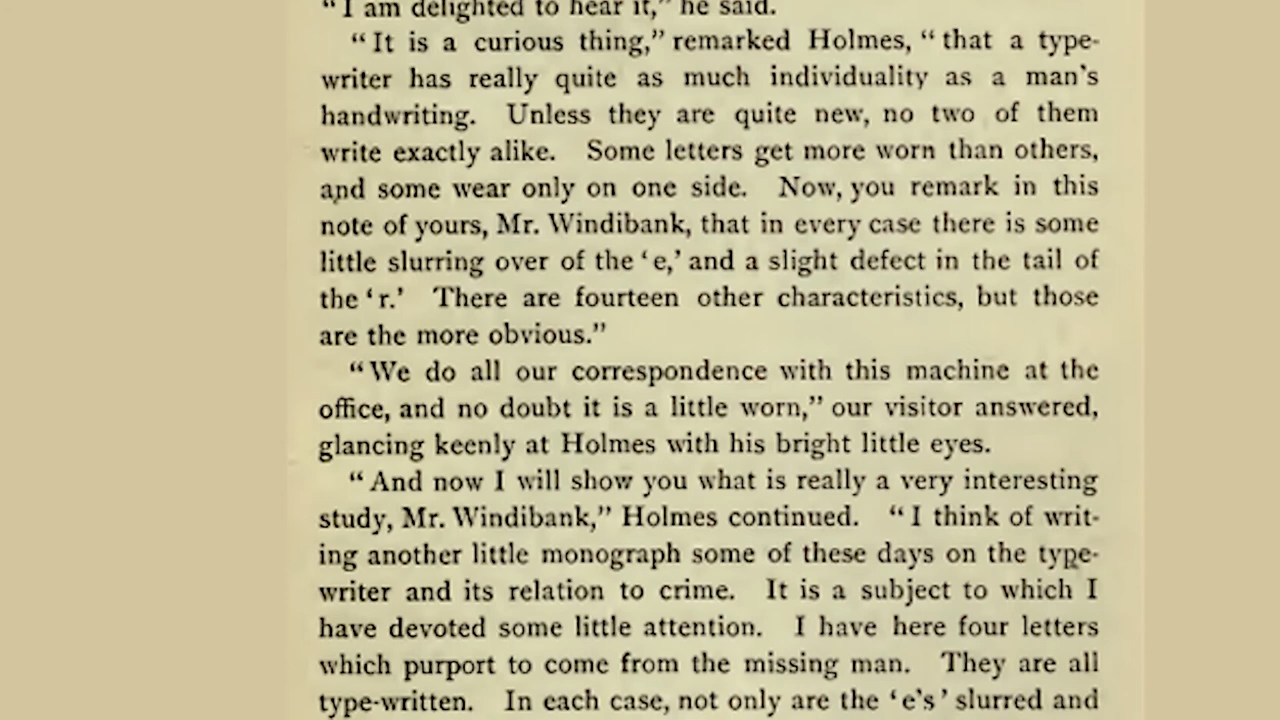 “I am delighted to hear it,” he said.
“It is a curious thing,” remarked Holmes, “that a type-
writer has really quite as much individuality as a man's
handwriting. Unless they are quite new, no two of them
write exactly alike. Some letters get more worn than others,
and some wear only on one side. Now, you remark in this
note of yours, Mr. Windibank, that in every case there is some
little slurring over of the ‘e,’ and a slight defect in the tail of
the ‘r.’ There are fourteen other characteristics, but those
are the more obvious.”
“We do all our correspondence with this machine at the
office, and no doubt it is a little worn,” our visitor answered,
glancing keenly at Holmes with his bright little eyes.
“And now I will show you what is really a very interesting
study, Mr. Windibank,” Holmes continued. “I think of writ-
ing another little monograph some of these days on the type-
writer and its relation to crime. It is a subject to which I
have devoted some little attention. I have here four letters
which purport to come from the missing man. They are all
type-written. In each case, not only are the ‘e's’ slurred and